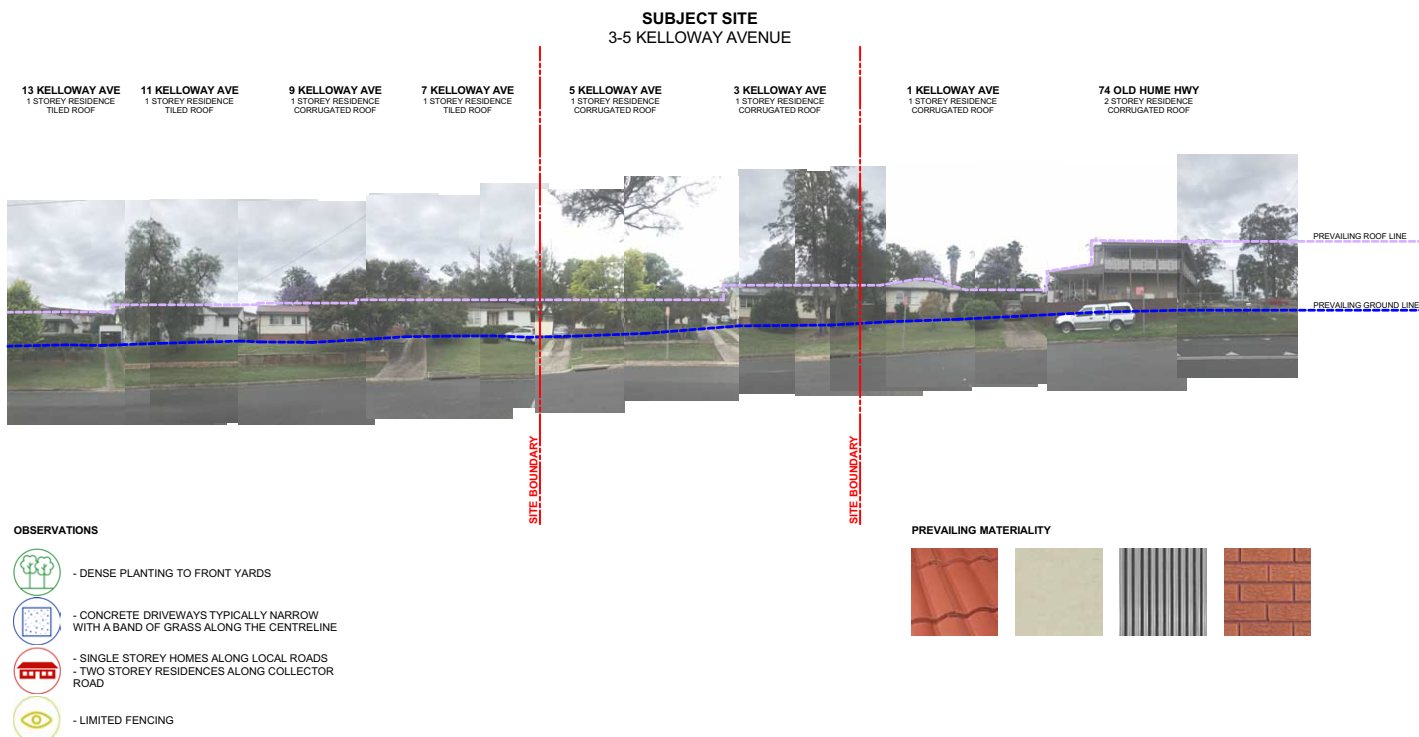 SUBJECT SITE
3-5 KELLOWAY AVENUE
13 KELLOWAY AVE
1 STOREY RESIDENCE
TILED ROOF
11 KELLOWAY AVE
1 STOREY RESIDENCE
TILED ROOF
9 KELLOWAY AVE
1 STOREY RESIDENCE
CORRUGATED ROOF
7 KELLOWAY AVE
1 STOREY RESIDENCE
TILED ROOF
5 KELLOWAY AVE
1 STOREY RESIDENCE
CORRUGATED ROOF
3 KELLOWAY AVE
1 STOREY RESIDENCE
CORRUGATED ROOF
1 KELLOWAY AVE
1 STOREY RESIDENCE
CORRUGATED ROOF
74 OLD HUME HWY
2 STOREY RESIDENCE
CORRUGATED ROOF
PREVAILING ROOF LINE
PREVAILING GROUND LINE
SITE BOUNDARY
SITE BOUNDARY
OBSERVATIONS
- DENSE PLANTING TO FRONT YARDS
- CONCRETE DRIVEWAYS TYPICALLY NARROW
WITH A BAND OF GRASS ALONG THE CENTRELINE
- SINGLE STOREY HOMES ALONG LOCAL ROADS
- TWO STOREY RESIDENCES ALONG COLLECTOR
ROAD
- LIMITED FENCING
PREVAILING MATERIALITY